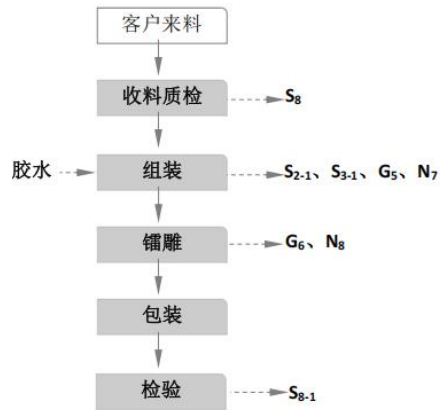 客户来料
收料质检 S8
胶水 组装 S2-1、S3-1、G5、N7
镭雕 G6、N8
包装
检验 S8-1